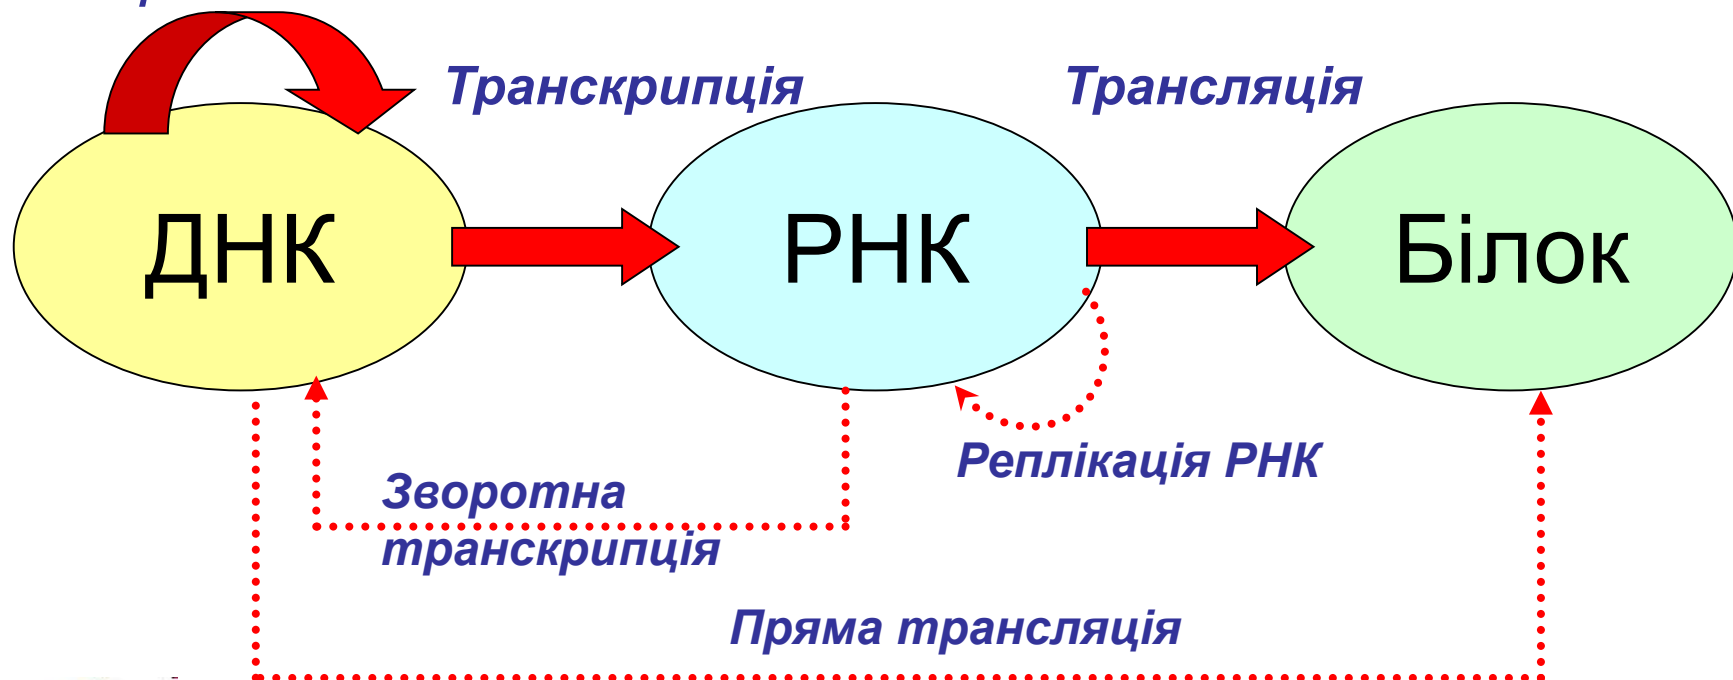 Транскрипція
Трансляція
ДНК
РНК
Білок
Реплікація РНК
Зворотна
транскрипція
Пряма трансляція